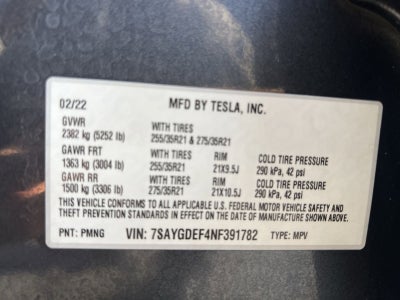 02/22 MFD BY TESLA, INC.
GVWR WITH TIRES
2382 kg (5252 lb) 255/35R21 & 275/35R21
GAWR FRT WITH TIRES RIM COLD TIRE PRESSURE
1363 kg (3004 lb) 255/35R21 21X9.5J 290 kPa, 42 psi
GAWR RR WITH TIRES RIM COLD TIRE PRESSURE
1500 kg (3306 lb) 275/35R21 21X10.5J 290 kPa, 42 psi
THIS VEHICLE CONFORMS TO ALL APPLICABLE U.S. FEDERAL MOTOR VEHICLE SAFETY AND
THEFT PREVENTION STANDARDS IN EFFECT ON THE DATE OF MANUFACTURE SHOWN ABOVE.
PNT: PMNG VIN: 7SAYGDEF4NF391782 TYPE: MPV